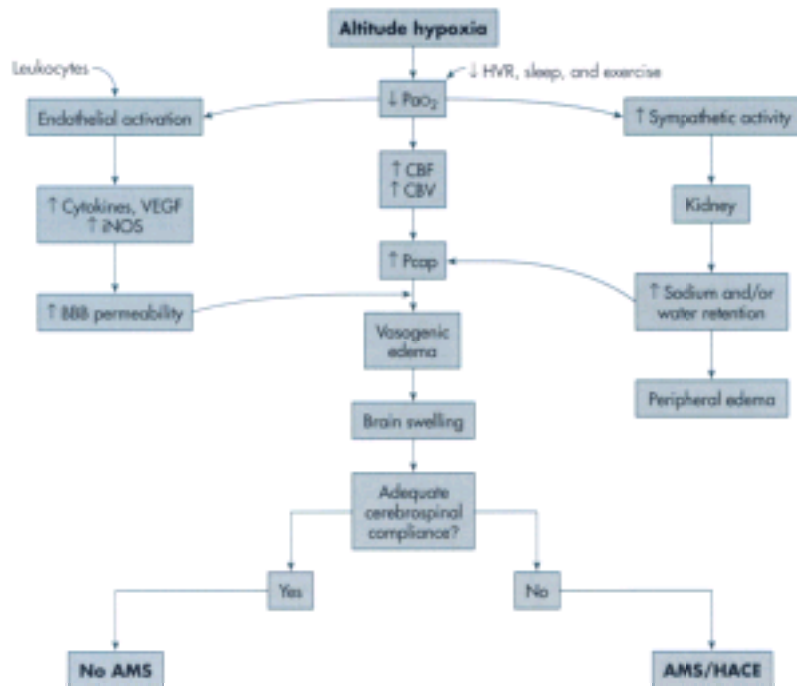 Altitude hypoxia
Leukocytes
↓ HVR, sleep, and exercise
Endothelial activation
↓ PaO₂
↑ Sympathetic activity
↑ CBF
↑ CBV
↑ Cytokines, VEGF
↑ iNOS
Kidney
↑ Pcap
↑ BBB permeability
↑ Sodium and/or
water retention
Vasogenic
edema
Peripheral edema
Brain swelling
Adequate
cerebrospinal
compliance?
Yes
No
No AMS
AMS/HACE